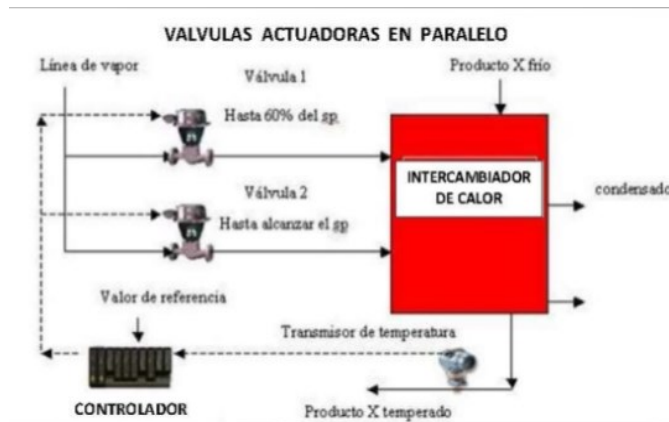 VALVULAS ACTUADORAS EN PARALELO
Línea de vapor
Válvula 1
Producto X frío
Hasta 60% del sp.
INTERCAMBIADOR
DE CALOR
condensado
Válvula 2
Hasta alcanzar el sp
Valor de referencia
Transmisor de temperatura
CONTROLADOR
Producto X temperado